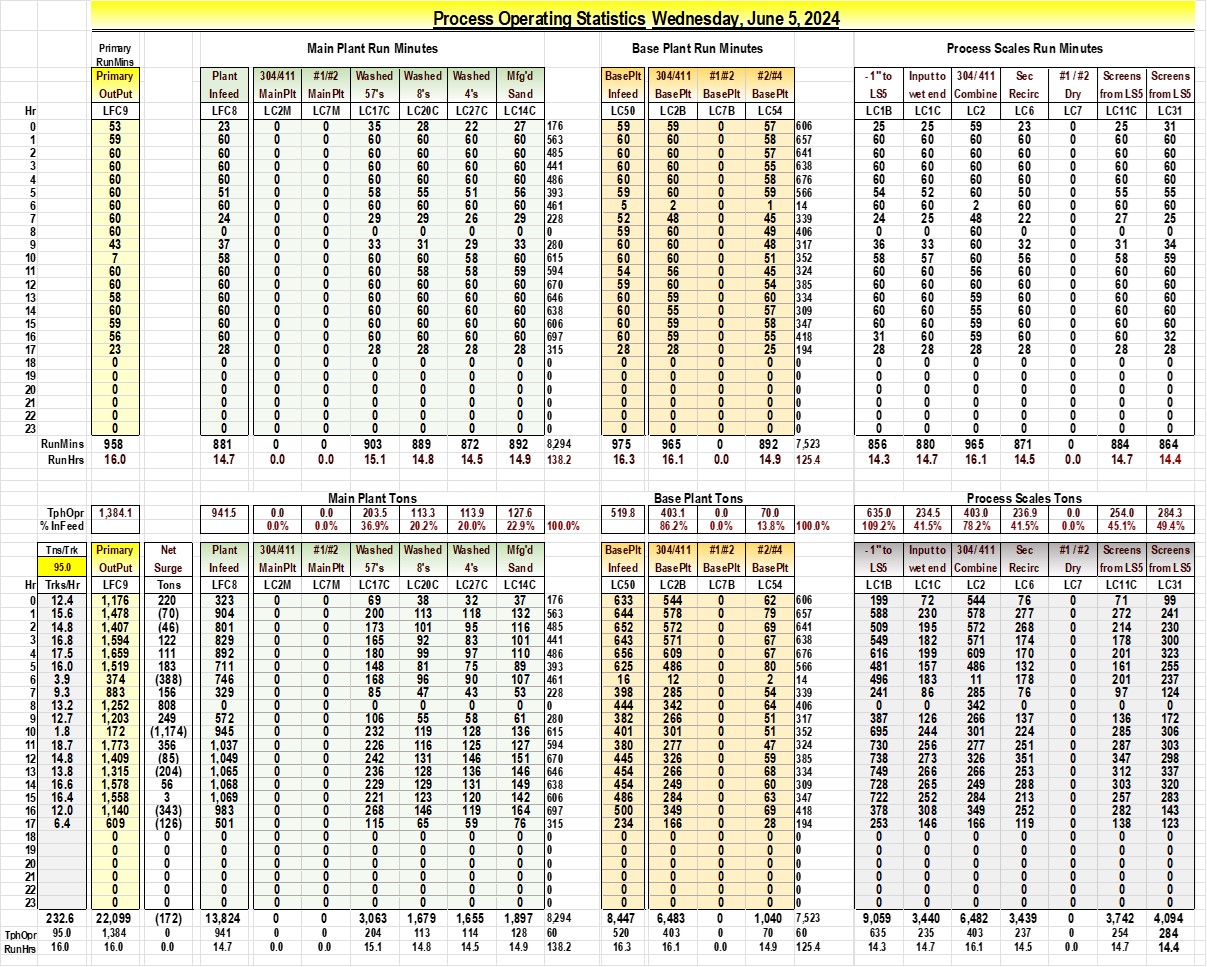 Process Operating Statistics Wednesday, June 5, 2024
Primary Main Plant Run Minutes Base Plant Run Minutes Process Scales Run Minutes
RunMins
Primary Plant 304/411 #1/#2 Washed Washed Washed Mfg'd BasePlt 304/411 #1/#2 #2/#4 -1" to Input to 304/411 Sec #1/#2 Screens Screens
OutPut Infeed MainPlt MainPlt 57's 8's 4's Sand Infeed BasePlt BasePlt BasePlt LS5 wet end Combine Recirc Dry from LS5 from LS5
Hr LFC9 LFC8 LC2M LC7M LC17C LC20C LC27C LC14C LC50 LC2B LC7B LC54 LC1B LC1C LC2 LC6 LC7 LC11C LC31
0 53 23 0 0 35 28 22 27 176 59 59 0 57 606 25 25 59 23 0 25 31
1 59 60 0 0 60 60 60 60 563 60 60 0 58 657 60 60 60 60 0 60 60
2 60 60 0 0 60 60 60 60 485 60 60 0 57 641 60 60 60 60 0 60 60
3 60 60 0 0 60 60 60 60 441 60 60 0 55 638 60 60 60 60 0 60 60
4 60 60 0 0 60 60 60 60 486 60 60 0 58 676 60 60 60 60 0 60 60
5 60 51 0 0 58 55 51 56 393 59 60 0 59 566 54 52 60 50 0 55 55
6 60 60 0 0 60 60 60 60 461 5 2 0 1 14 60 60 2 60 0 60 60
7 60 24 0 0 29 29 26 29 228 52 48 0 45 339 24 25 48 22 0 27 25
8 60 0 0 0 0 0 0 0 0 59 60 0 49 406 0 0 60 0 0 0 0
9 43 37 0 0 33 31 29 33 280 60 60 0 48 317 36 33 60 32 0 31 34
10 7 58 0 0 60 60 58 60 615 60 60 0 51 352 58 57 60 56 0 58 59
11 60 60 0 0 60 58 58 59 594 54 56 0 45 324 60 60 56 60 0 60 60
12 60 60 0 0 60 60 60 60 670 59 60 0 54 385 60 60 60 60 0 60 60
13 58 60 0 0 60 60 60 60 646 60 59 0 60 334 60 60 59 60 0 60 60
14 60 60 0 0 60 60 60 60 638 60 55 0 57 309 60 60 55 60 0 60 60
15 59 60 0 0 60 60 60 60 606 60 59 0 58 347 60 60 59 60 0 60 60
16 56 60 0 0 60 60 60 60 697 60 59 0 55 418 31 60 59 60 0 60 32
17 23 28 0 0 28 28 28 28 315 28 28 0 25 194 28 28 28 28 0 28 28
18 0 0 0 0 0 0 0 0 0 0 0 0 0 0 0 0 0 0 0 0 0
19 0 0 0 0 0 0 0 0 0 0 0 0 0 0 0 0 0 0 0 0 0
20 0 0 0 0 0 0 0 0 0 0 0 0 0 0 0 0 0 0 0 0 0
21 0 0 0 0 0 0 0 0 0 0 0 0 0 0 0 0 0 0 0 0 0
22 0 0 0 0 0 0 0 0 0 0 0 0 0 0 0 0 0 0 0 0 0
23 0 0 0 0 0 0 0 0 0 0 0 0 0 0 0 0 0 0 0 0 0
RunMins 958 881 0 0 903 889 872 892 8,294 975 965 0 892 7,523 856 880 965 871 0 884 864
RunHrs 16.0 14.7 0.0 0.0 15.1 14.8 14.5 14.9 138.2 16.3 16.1 0.0 14.9 125.4 14.3 14.7 16.1 14.5 0.0 14.7 14.4
Main Plant Tons Base Plant Tons Process Scales Tons
TphOpr 1,384.1 941.5 0.0 0.0 203.5 113.3 113.9 127.6 519.8 403.1 0.0 70.0 635.0 234.5 403.0 236.9 0.0 254.0 284.3
% InFeed 0.0% 0.0% 36.9% 20.2% 20.0% 22.9% 100.0% 86.2% 0.0% 13.8% 100.0% 109.2% 41.5% 78.2% 41.5% 0.0% 45.1% 49.4%
Tns/Trk Primary Net Plant 304/411 #1/#2 Washed Washed Washed Mfg'd BasePlt 304/411 #1/#2 #2/#4 -1" to Input to 304/411 Sec #1/#2 Screens Screens
95.0 OutPut Surge Infeed MainPlt MainPlt 57's 8's 4's Sand Infeed BasePlt BasePlt BasePlt LS5 wet end Combine Recirc Dry from LS5 from LS5
Hr Trks/Hr LFC9 Tons LFC8 LC2M LC7M LC17C LC20C LC27C LC14C LC50 LC2B LC7B LC54 LC1B LC1C LC2 LC6 LC7 LC11C LC31
0 12.4 1,176 220 323 0 0 69 38 32 37 176 633 544 0 62 606 199 72 544 76 0 71 99
1 15.6 1,478 (70) 904 0 0 200 113 118 132 563 644 578 0 79 657 588 230 578 277 0 272 241
2 14.8 1,407 (46) 801 0 0 173 101 95 116 485 652 572 0 69 641 509 195 572 268 0 214 230
3 16.8 1,594 122 829 0 0 165 92 83 101 441 643 571 0 67 638 549 182 571 174 0 178 300
4 17.5 1,659 111 892 0 0 180 99 97 110 486 656 609 0 67 676 616 199 609 170 0 201 323
5 16.0 1,519 183 711 0 0 148 81 75 89 393 625 486 0 80 566 481 157 486 132 0 161 255
6 3.9 374 (388) 746 0 0 168 96 90 107 461 16 12 0 2 14 496 183 11 178 0 201 237
7 9.3 883 156 329 0 0 85 47 43 53 228 398 285 0 54 339 241 86 285 76 0 97 124
8 13.2 1,252 808 0 0 0 0 0 0 0 0 444 342 0 64 406 0 0 342 0 0 0 0
9 12.7 1,203 249 572 0 0 106 55 58 61 280 382 266 0 51 317 387 126 266 137 0 136 172
10 1.8 172 (1,174) 945 0 0 232 119 128 136 615 401 301 0 51 352 695 244 301 224 0 285 306
11 18.7 1,773 356 1,037 0 0 226 116 125 127 594 380 277 0 47 324 730 256 277 251 0 287 303
12 14.8 1,409 (85) 1,049 0 0 242 131 146 151 670 445 326 0 59 385 738 273 326 351 0 347 298
13 13.8 1,315 (204) 1,065 0 0 236 128 136 146 646 454 266 0 68 334 749 266 266 253 0 312 337
14 16.6 1,578 56 1,068 0 0 229 129 131 149 638 454 249 0 60 309 728 265 249 288 0 303 320
15 16.4 1,558 3 1,069 0 0 221 123 120 142 606 486 284 0 63 347 722 252 284 213 0 257 283
16 12.0 1,140 (343) 983 0 0 268 146 119 164 697 500 349 0 69 418 378 308 349 252 0 282 143
17 6.4 609 (126) 501 0 0 115 65 59 76 315 234 166 0 28 194 253 146 166 119 0 138 123
18 0 0 0 0 0 0 0 0 0 0 0 0 0 0 0 0 0 0 0 0 0 0
19 0 0 0 0 0 0 0 0 0 0 0 0 0 0 0 0 0 0 0 0 0 0
20 0 0 0 0 0 0 0 0 0 0 0 0 0 0 0 0 0 0 0 0 0 0
21 0 0 0 0 0 0 0 0 0 0 0 0 0 0 0 0 0 0 0 0 0 0
22 0 0 0 0 0 0 0 0 0 0 0 0 0 0 0 0 0 0 0 0 0 0
23 0 0 0 0 0 0 0 0 0 0 0 0 0 0 0 0 0 0 0 0 0 0
232.6 22,099 (172) 13,824 0 0 3,063 1,679 1,655 1,897 8,294 8,447 6,483 0 1,040 7,523 9,059 3,440 6,482 3,439 0 3,742 4,094
TphOpr 95.0 1,384 0 941 0 0 204 113 114 128 60 520 403 0 70 60 635 235 403 237 0 254 284
RunHrs 16.0 16.0 0.0 14.7 0.0 0.0 15.1 14.8 14.5 14.9 138.2 16.3 16.1 0.0 14.9 125.4 14.3 14.7 16.1 14.5 0.0 14.7 14.4